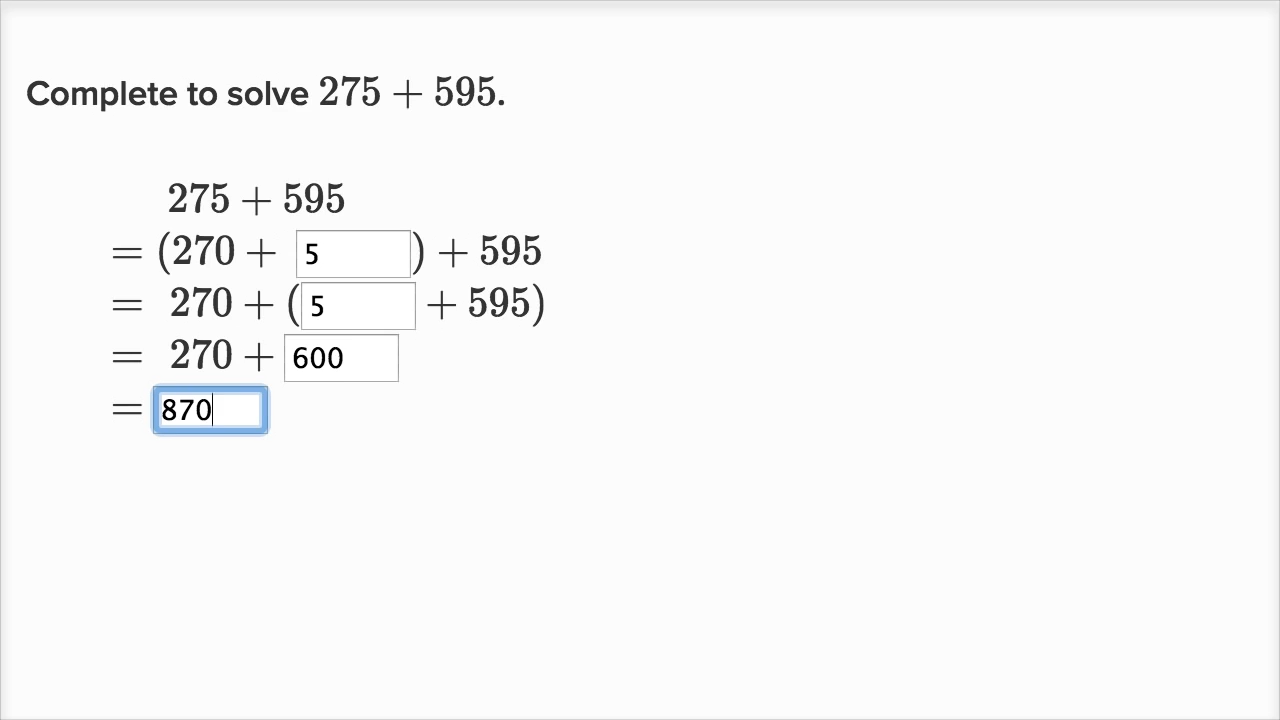 Complete to solve 275 + 595.
275 + 595
= (270 + 5) + 595
= 270 + (5 + 595)
= 270 + 600
= 870